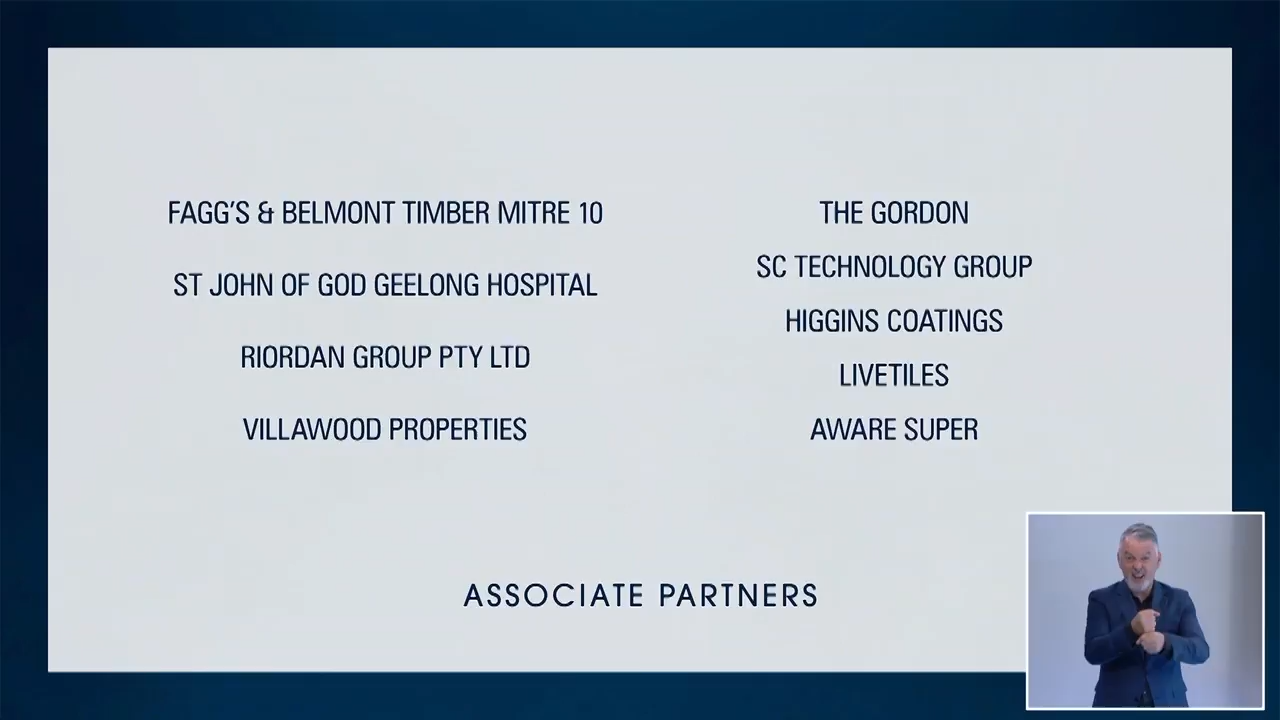 FAGG'S & BELMONT TIMBER MITRE 10
ST JOHN OF GOD GEELONG HOSPITAL
RIORDAN GROUP PTY LTD
VILLAWOOD PROPERTIES
THE GORDON
SC TECHNOLOGY GROUP
HIGGINS COATINGS
LIVETILES
AWARE SUPER
ASSOCIATE PARTNERS